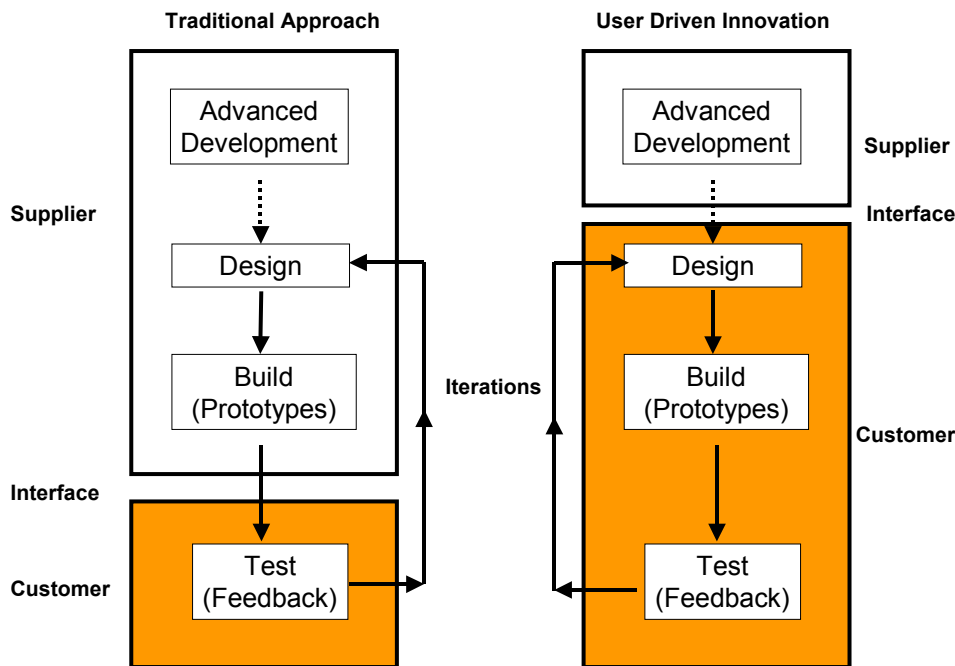 Traditional Approach
Advanced
Development
Supplier
Design
Build
(Prototypes)
Interface
Customer
Test
(Feedback)
Iterations
User Driven Innovation
Advanced
Development
Supplier
Interface
Design
Build
(Prototypes)
Customer
Test
(Feedback)